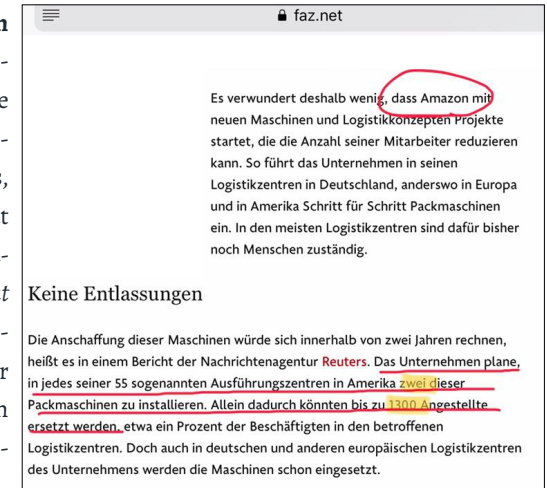 faz.net
Es verwundert deshalb wenig, dass Amazon mit
neuen Maschinen und Logistikkonzepten Projekte
startet, die die Anzahl seiner Mitarbeiter reduzieren
kann. So führt das Unternehmen in seinen
Logistikzentren in Deutschland, anderswo in Europa
und in Amerika Schritt für Schritt Packmaschinen
ein. In den meisten Logistikzentren sind dafür bisher
noch Menschen zuständig.
Keine Entlassungen
Die Anschaffung dieser Maschinen würde sich innerhalb von zwei Jahren rechnen,
heißt es in einem Bericht der Nachrichtenagentur Reuters. Das Unternehmen plane,
in jedes seiner 55 sogenannten Ausführungszentren in Amerika zwei dieser
Packmaschinen zu installieren. Allein dadurch könnten bis zu 1300 Angestellte
ersetzt werden, etwa ein Prozent der Beschäftigten in den betroffenen
Logistikzentren. Doch auch in deutschen und anderen europäischen Logistikzentren
des Unternehmens werden die Maschinen schon eingesetzt.